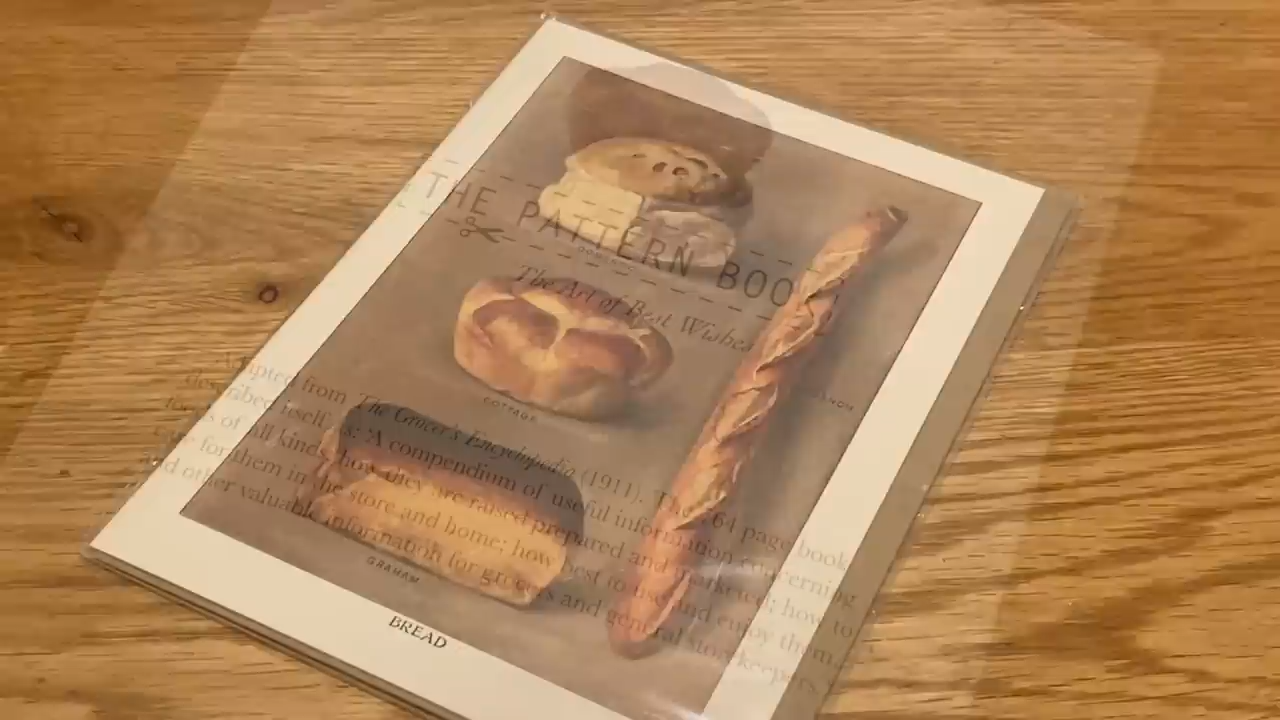 THE PATTERN BOOK
The Art of Best Wishes
COTTAGE
Adapted from The Grocer's Encyclopedia (1911). The 764 page book
described itself as: 'A compendium of useful information concerning
foods of all kinds, how they are raised prepared and marketed; how to
care for them in the store and home; how best to use and enjoy them,
and other valuable information for grocers and general storekeepers.
GRAHAM
BREAD